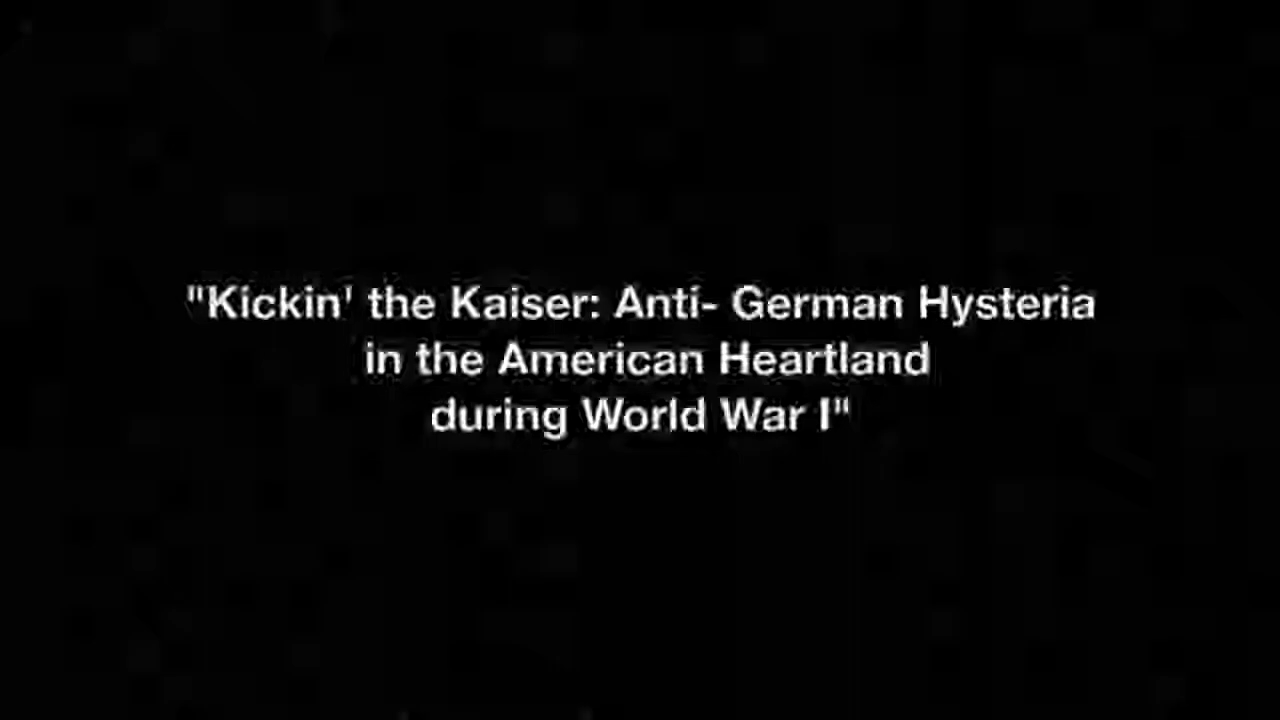 "Kickin' the Kaiser: Anti- German Hysteria
in the American Heartland
during World War I"